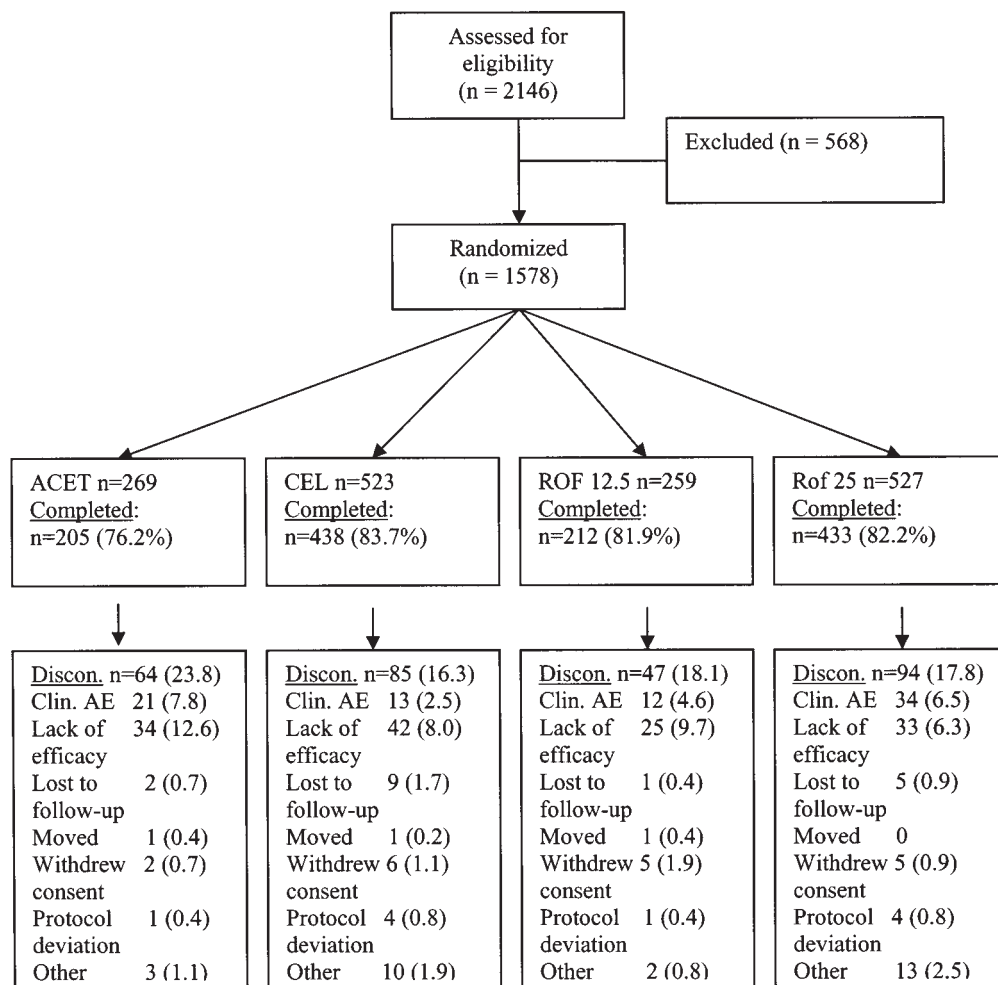 Assessed for
eligibility
(n = 2146)
Excluded (n = 568)
Randomized
(n = 1578)
ACET n=269
Completed:
n=205 (76.2%)
CEL n=523
Completed:
n=438 (83.7%)
ROF 12.5 n=259
Completed:
n=212 (81.9%)
Rof 25 n=527
Completed:
n=433 (82.2%)
Discon. n=64 (23.8)
Clin. AE 21 (7.8)
Lack of 34 (12.6)
efficacy
Lost to 2 (0.7)
follow-up
Moved 1 (0.4)
Withdrew 2 (0.7)
consent
Protocol 1 (0.4)
deviation
Other 3 (1.1)
Discon. n=85 (16.3)
Clin. AE 13 (2.5)
Lack of 42 (8.0)
efficacy
Lost to 9 (1.7)
follow-up
Moved 1 (0.2)
Withdrew 6 (1.1)
consent
Protocol 4 (0.8)
deviation
Other 10 (1.9)
Discon. n=47 (18.1)
Clin. AE 12 (4.6)
Lack of 25 (9.7)
efficacy
Lost to 1 (0.4)
follow-up
Moved 1 (0.4)
Withdrew 5 (1.9)
consent
Protocol 1 (0.4)
deviation
Other 2 (0.8)
Discon. n=94 (17.8)
Clin. AE 34 (6.5)
Lack of 33 (6.3)
efficacy
Lost to 5 (0.9)
follow-up
Moved 0
Withdrew 5 (0.9)
consent
Protocol 4 (0.8)
deviation
Other 13 (2.5)